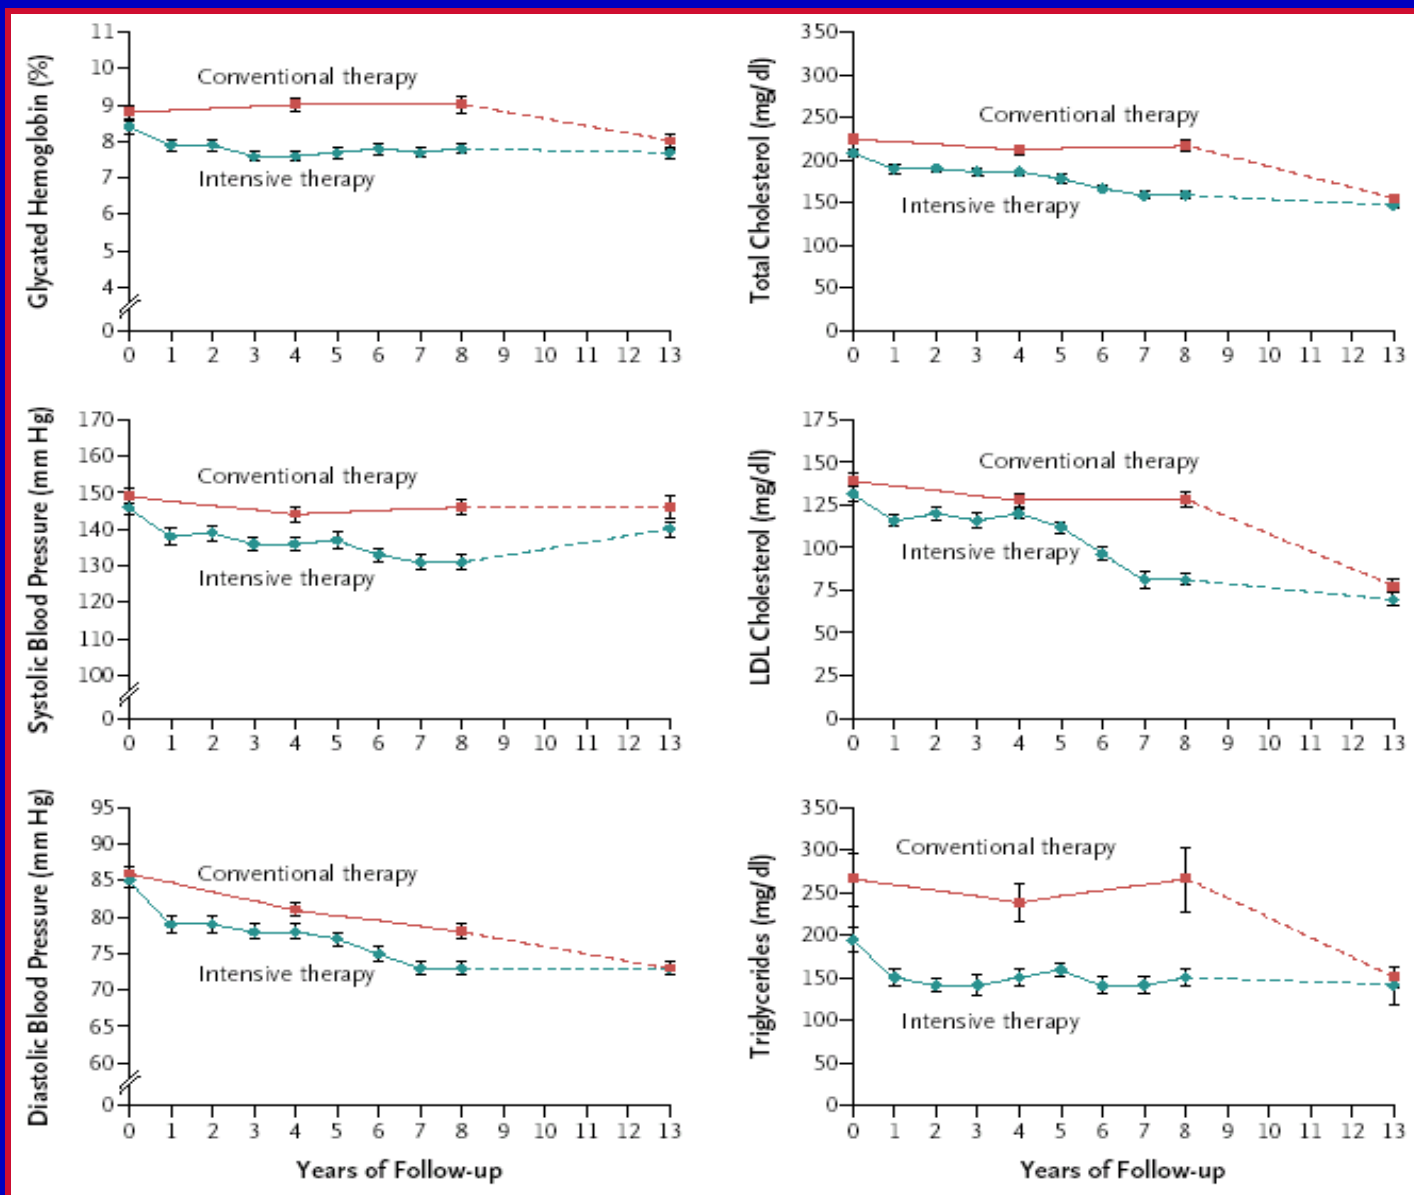 Glycated Hemoglobin (%)
11
10
9
8
7
6
5
4
0
Conventional therapy
Intensive therapy
0 1 2 3 4 5 6 7 8 9 10 11 12 13
Total Cholesterol (mg/dl)
350
300
250
200
150
100
50
0
Conventional therapy
Intensive therapy
0 1 2 3 4 5 6 7 8 9 10 11 12 13
Systolic Blood Pressure (mm Hg)
170
160
150
140
130
120
110
100
0
Conventional therapy
Intensive therapy
0 1 2 3 4 5 6 7 8 9 10 11 12 13
LDL Cholesterol (mg/dl)
175
150
125
100
75
50
25
0
Conventional therapy
Intensive therapy
0 1 2 3 4 5 6 7 8 9 10 11 12 13
Diastolic Blood Pressure (mm Hg)
95
90
85
80
75
70
65
60
0
Conventional therapy
Intensive therapy
0 1 2 3 4 5 6 7 8 9 10 11 12 13
Years of Follow-up
Triglycerides (mg/dl)
350
300
250
200
150
100
50
0
Conventional therapy
Intensive therapy
0 1 2 3 4 5 6 7 8 9 10 11 12 13
Years of Follow-up